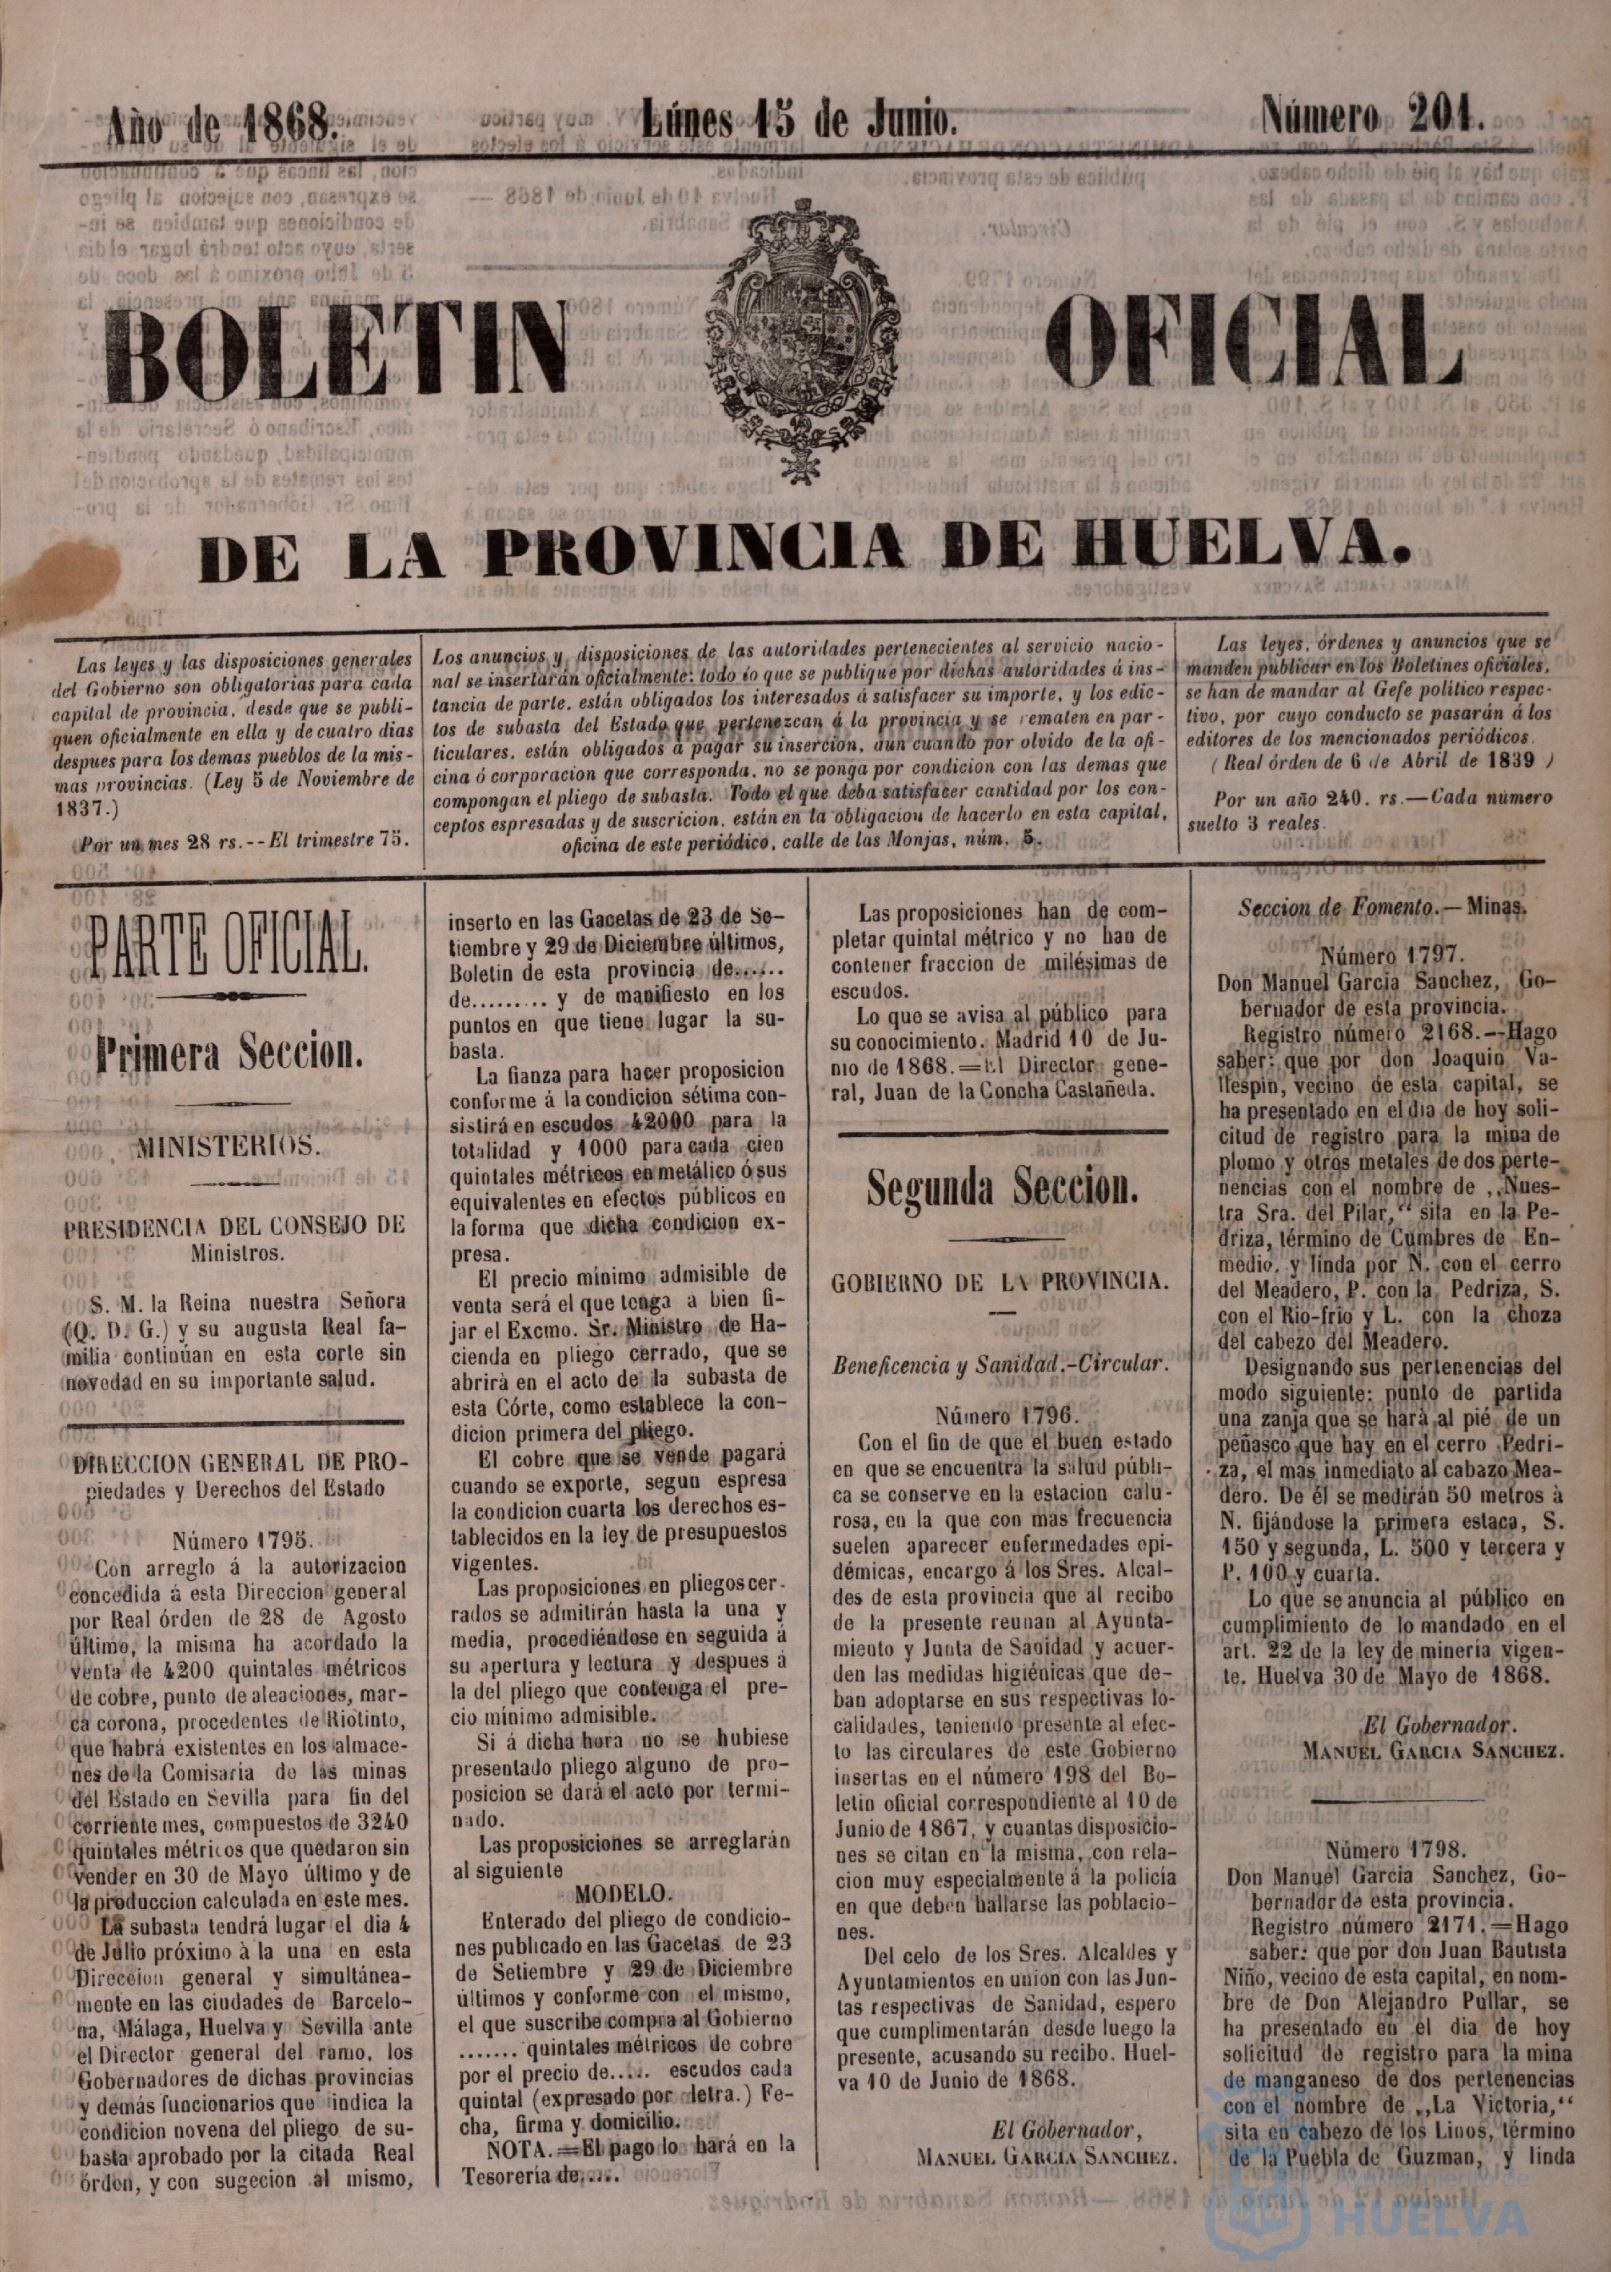 Año de 1868.
Lúnes 15 de Junio.
Número 201.
BOLETIN OFICIAL
DE LA PROVINCIA DE HUELVA.
Las leyes y las disposiciones generales
del Gobierno son obligatorias para cada
capital de provincia, desde que se publi-
quen oficialmente en ella y de cuatro dias
despues para los demas pueblos de la mis-
mas provincias. (Ley 5 de Noviembre de
1837.)
Por un mes 28 rs.--El trimestre 75.
Los anuncios y disposiciones de las autoridades pertenecientes al servicio nacio-
nal se insertarán oficialmente: todo lo que se publique por dichas autoridades á ins-
tancia de parte, están obligados los interesados á satisfacer su importe, y los edic-
tos de subasta del Estado que pertenezcan á la provincia y se rematen en par-
ticulares, están obligados á pagar su insercion, aun cuando por olvido de la ofi-
cina ó corporacion que corresponda, no se ponga por condicion con las demas que
compongan el pliego de subasta. Todo el que deba satisfacer cantidad por los con-
ceptos espresadas y de suscricion, están en la obligacion de hacerlo en esta capital,
oficina de este periódico, calle de las Monjas, núm. 5.
Las leyes, órdenes y anuncios que se
manden publicar en los Boletines oficiales,
se han de mandar al Gefe político respec-
tivo, por cuyo conducto se pasarán á los
editores de los mencionados periódicos.
(Real órden de 6 de Abril de 1839)
Por un año 240. rs.—Cada número
suelto 3 reales.
PARTE OFICIAL.
Primera Seccion.
MINISTERIOS.
PRESIDENCIA DEL CONSEJO DE
Ministros.
S. M. la Reina nuestra Señora
(Q. D. G.) y su augusta Real fa-
milia continúan en esta corte sin
novedad en su importante salud.
DIRECCION GENERAL DE PRO-
piedades y Derechos del Estado
Número 1795.
Con arreglo á la autorizacion
concedida á esta Direccion general
por Real órden de 28 de Agosto
último, la misma ha acordado la
venta de 4200 quintales métricos
de cobre, punto de aleaciones, mar-
ca corona, procedentes de Riotinto,
que habrá existentes en los almace-
nes de la Comisaría de las minas
del Estado en Sevilla para fin del
corriente mes, compuestos de 3240
quintales métricos que quedaron sin
vender en 30 de Mayo último y de
la produccion calculada en este mes.
La subasta tendrá lugar el dia 4
de Julio próximo à la una en esta
Direccion general y simultánea-
mente en las ciudades de Barcelo-
na, Málaga, Huelva y Sevilla ante
el Director general del ramo, los
Gobernadores de dichas provincias
y demás funcionarios que indica la
condicion novena del pliego de su-
basta aprobado por la citada Real
órden, y con sugecion al mismo,
inserto en las Gacetas de 23 de Se-
tiembre y 29 de Diciembre últimos,
Boletin de esta provincia de......
de......... y de manifiesto en los
puntos en que tiene lugar la su-
basta.
La fianza para hacer proposicion
conforme á la condicion sétima con-
sistirá en escudos 42000 para la
totalidad y 1000 para cada cien
quintales métricos en metálico ó sus
equivalentes en efectos públicos en
la forma que dicha condicion ex-
presa.
El precio mínimo admisible de
venta será el que tenga a bien fi-
jar el Excmo. Sr. Ministro de Ha-
cienda en pliego cerrado, que se
abrirá en el acto de la subasta de
esta Córte, como establece la con-
dicion primera del pliego.
El cobre que se vende pagará
cuando se exporte, segun espresa
la condicion cuarta los derechos es-
tablecidos en la ley de presupuestos
vigentes.
Las proposiciones en pliegos cer-
rados se admitirán hasta la una y
media, procediéndose en seguida á
su apertura y lectura y despues á
la del pliego que contenga el pre-
cio mínimo admisible.
Si á dicha hora no se hubiese
presentado pliego alguno de pro-
posicion se dará el acto por termi-
nado.
Las proposiciones se arreglarán
al siguiente
MODELO.
Enterado del pliego de condicio-
nes publicado en las Gacetas de 23
de Setiembre y 29 de Diciembre
últimos y conforme con el mismo,
el que suscribe compra al Gobierno
....... quintales métricos de cobre
por el precio de..... escudos cada
quintal (expresado por letra.) Fe-
cha, firma y domicilio.
NOTA.=El pago lo hará en la
Tesorería de.....
Las proposiciones han de com-
pletar quintal métrico y no han de
contener fraccion de milésimas de
escudos.
Lo que se avisa al público para
su conocimiento. Madrid 10 de Ju-
nio de 1868.=El Director gene-
ral, Juan de la Concha Castañeda.
Segunda Seccion.
GOBIERNO DE LA PROVINCIA.
Beneficencia y Sanidad.-Circular.
Número 1796.
Con el fin de que el buen estado
en que se encuentra la salud públi-
ca se conserve en la estacion calu-
rosa, en la que con mas frecuencia
suelen aparecer enfermedades epi-
démicas, encargo á los Sres. Alcal-
des de esta provincia que al recibo
de la presente reunan al Ayunta-
miento y Junta de Sanidad y acuer-
den las medidas higiénicas que de-
ban adoptarse en sus respectivas lo-
calidades, teniendo presente al efec-
to las circulares de este Gobierno
insertas en el número 198 del Bo-
letin oficial correspondiente al 10 de
Junio de 1867, y cuantas disposicio-
nes se citan en la misma, con rela-
cion muy especialmente á la policía
en que deben hallarse las poblacio-
nes.
Del celo de los Sres. Alcaldes y
Ayuntamientos en union con las Jun-
tas respectivas de Sanidad, espero
que cumplimentarán desde luego la
presente, acusando su recibo. Huel-
va 10 de Junio de 1868.
El Gobernador,
MANUEL GARCIA SANCHEZ.
Seccion de Fomento.—Minas.
Número 1797.
Don Manuel Garcia Sanchez, Go-
bernador de esta provincia.
Registro número 2168.--Hago
saber: que por don Joaquin Va-
llespin, vecino de esta capital, se
ha presentado en el dia de hoy soli-
citud de registro para la mina de
plomo y otros metales de dos perte-
nencias con el nombre de ,,Nues-
tra Sra. del Pilar,“ sita en la Pe-
driza, término de Cumbres de En-
medio, y linda por N. con el cerro
del Meadero, P. con la Pedriza, S.
con el Rio-frio y L. con la choza
del cabezo del Meadero.
Designando sus pertenencias del
modo siguiente: punto de partida
una zanja que se hará al pié de un
peñasco que hay en el cerro Pedri-
za, el mas inmediato al cabazo Mea-
dero. De él se medirán 50 metros à
N. fijándose la primera estaca, S.
150 y segunda, L. 500 y tercera y
P. 100 y cuarta.
Lo que se anuncia al público en
cumplimiento de lo mandado en el
art. 22 de la ley de minería vigen-
te. Huelva 30 de Mayo de 1868.
El Gobernador.
MANUEL GARCIA SANCHEZ.
Número 1798.
Don Manuel Garcia Sanchez, Go-
bernador de esta provincia.
Registro número 2171.=Hago
saber: que por don Juan Bautista
Niño, vecino de esta capital, en nom-
bre de Don Alejandro Pullar, se
ha presentado en el dia de hoy
solicitud de registro para la mina
de manganeso de dos pertenencias
con el nombre de ,,La Victoria,“
sita en cabezo de los Linos, término
de la Puebla de Guzman, y linda
HUELVA